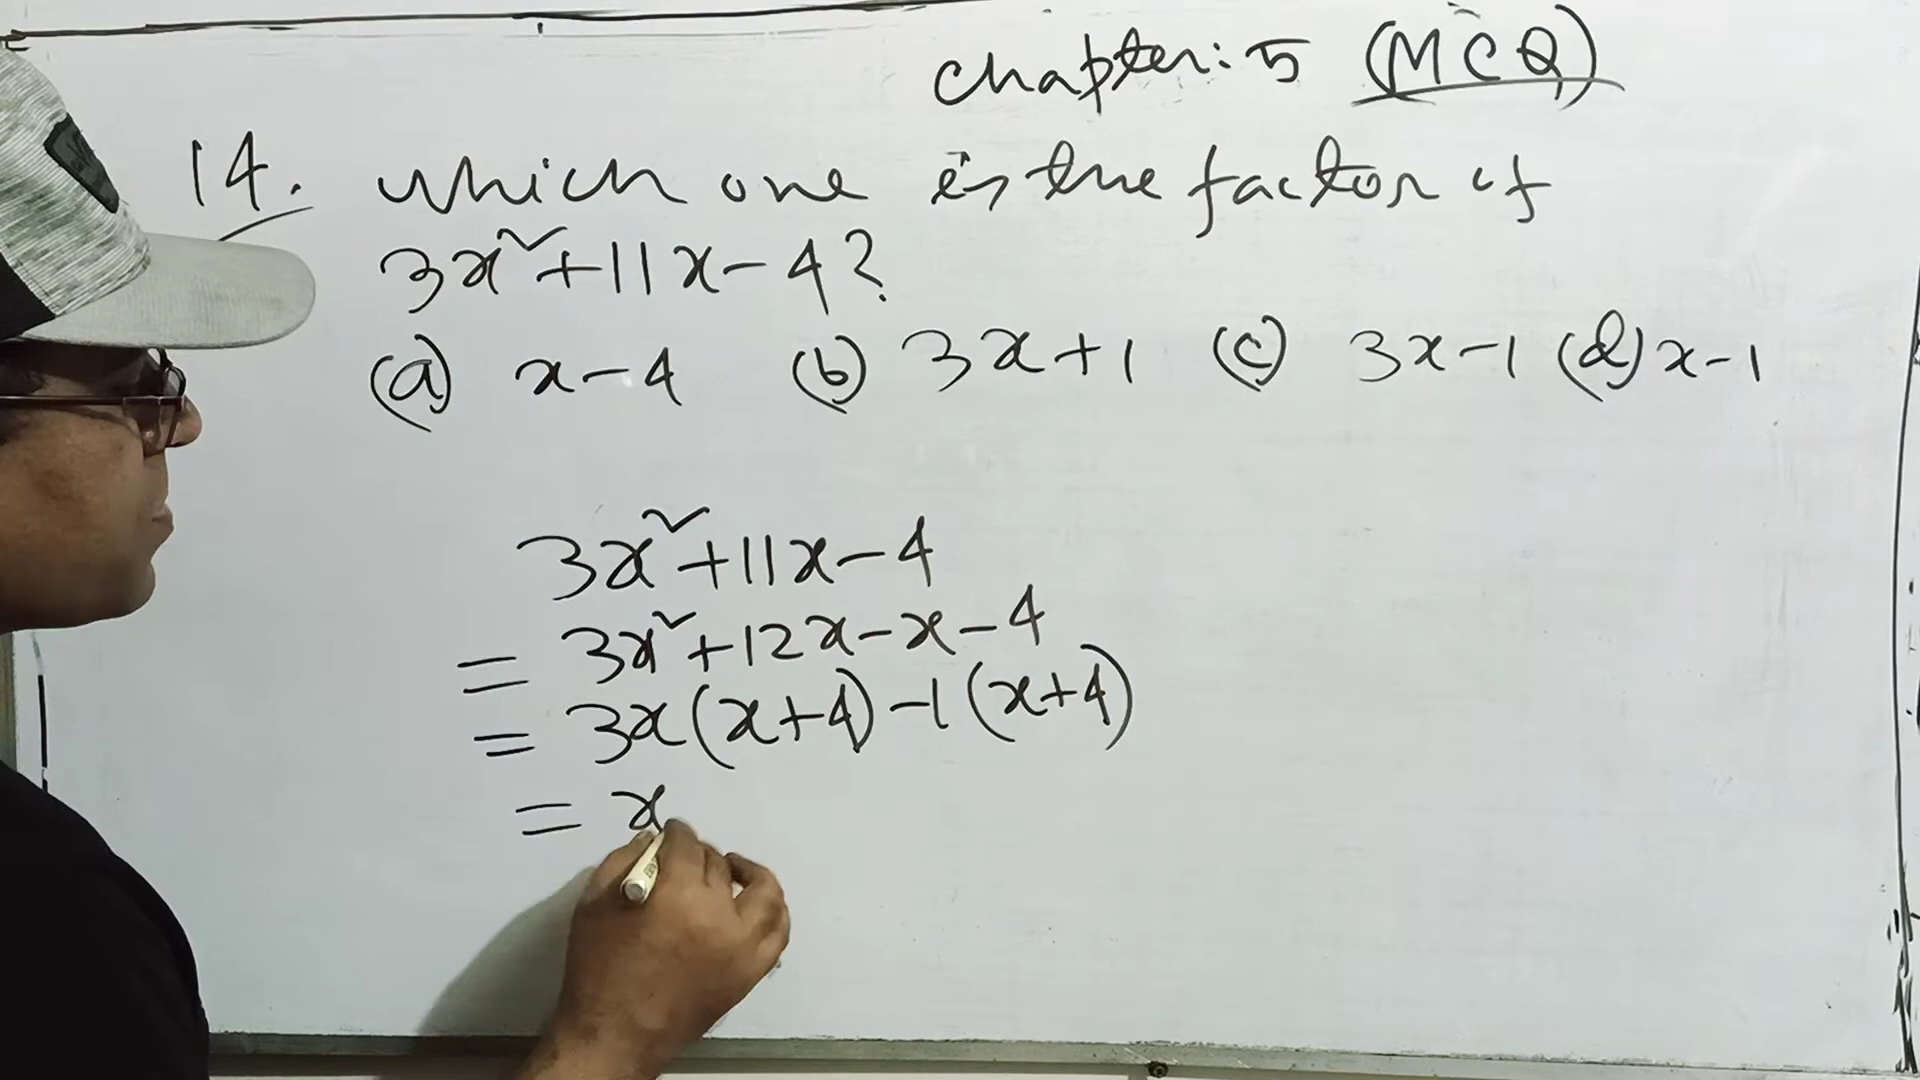 Chapter: 5 (MCQ)
14. Which one is the factor of
3x²+11x-4?
(a) x-4 (b) 3x+1 (c) 3x-1 (d) x-1
3x²+11x-4
= 3x²+12x-x-4
= 3x(x+4)-1(x+4)
= x